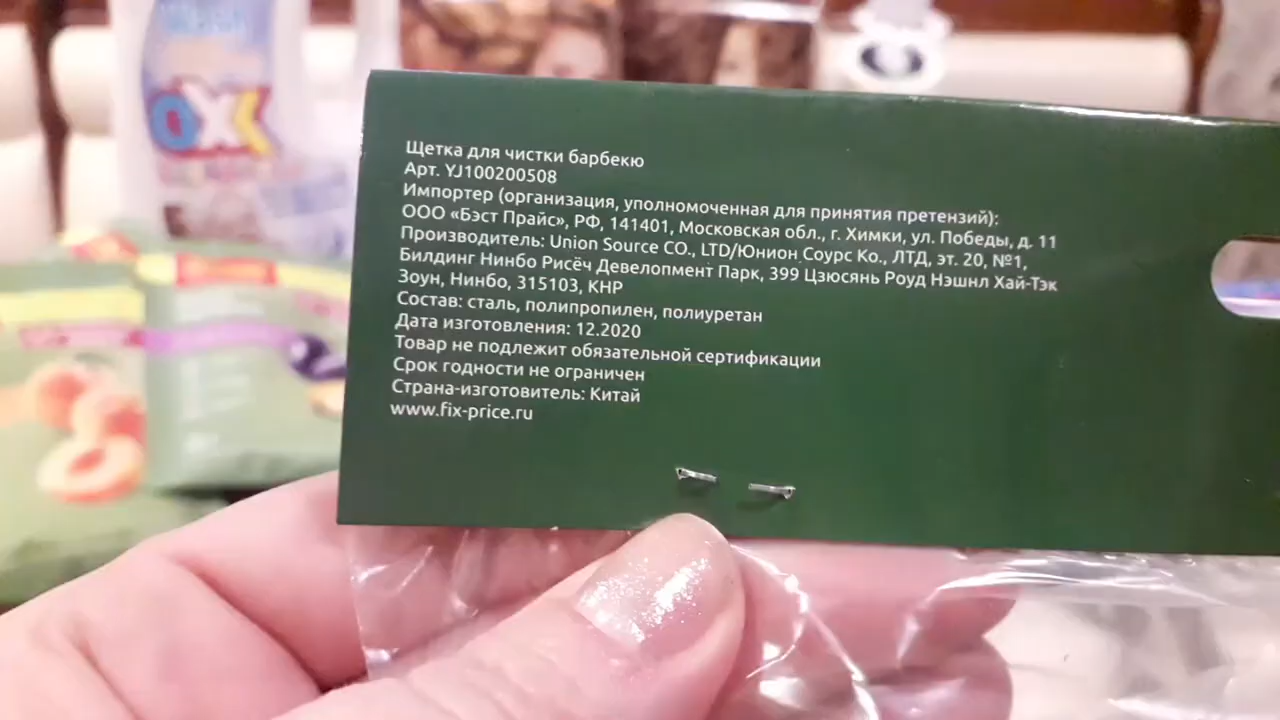 Wash
OXI
Щетка для чистки барбекю
Арт. YJ100200508
Импортер (организация, уполномоченная для принятия претензий):
ООО «Бэст Прайс», РФ, 141401, Московская обл., г. Химки, ул. Победы, д. 11
Производитель: Union Source CO., LTD/Юнион Соурс Ко., ЛТД, эт. 20, №1,
Билдинг Нинбо Рисёч Девелопмент Парк, 399 Цзюсянь Роуд Нэшнл Хай-Тэк
Зоун, Нинбо, 315103, КНР
Состав: сталь, полипропилен, полиуретан
Дата изготовления: 12.2020
Товар не подлежит обязательной сертификации
Срок годности не ограничен
Страна-изготовитель: Китай
www.fix-price.ru